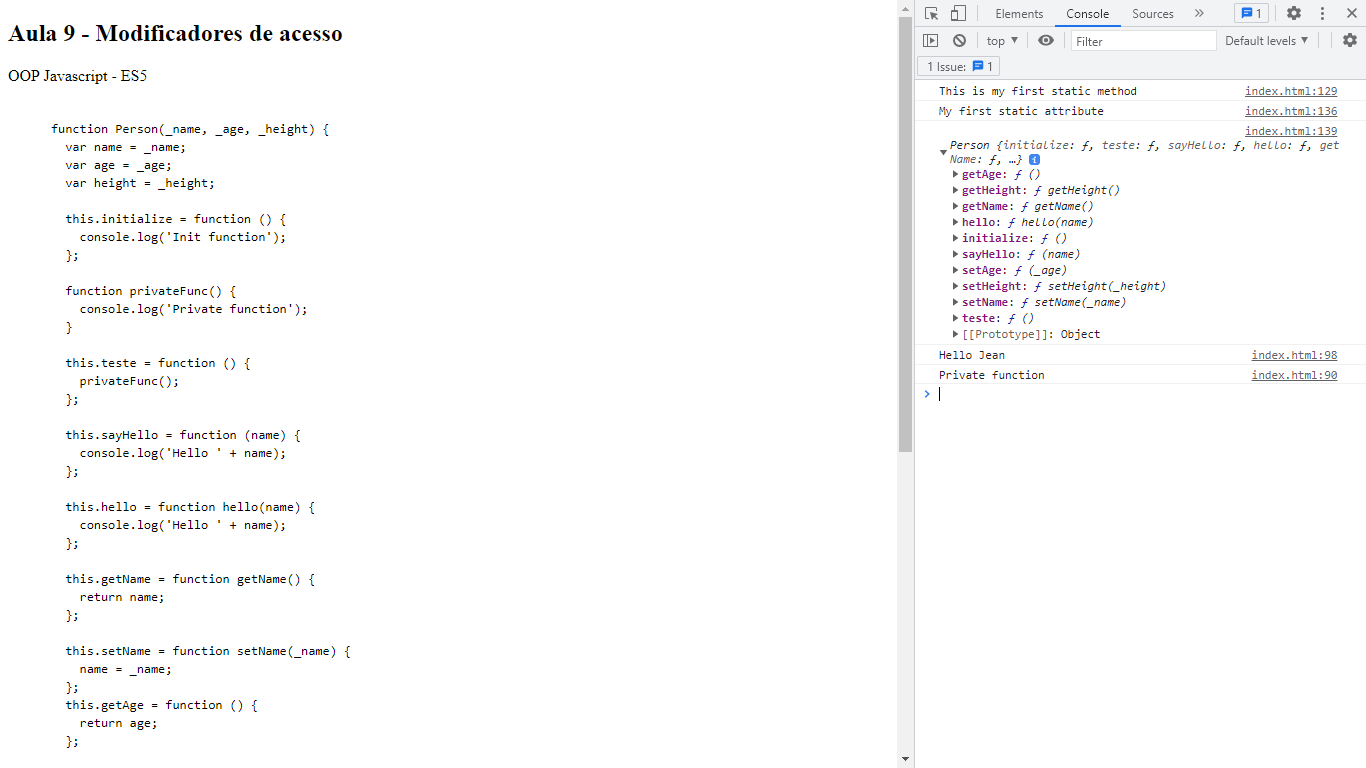 Aula 9 - Modificadores de acesso
OOP Javascript - ES5
function Person(_name, _age, _height) {
  var name = _name;
  var age = _age;
  var height = _height;
  this.initialize = function () {
    console.log('Init function');
  };
  function privateFunc() {
    console.log('Private function');
  }
  this.teste = function () {
    privateFunc();
  };
  this.sayHello = function (name) {
    console.log('Hello ' + name);
  };
  this.hello = function hello(name) {
    console.log('Hello ' + name);
  };
  this.getName = function getName() {
    return name;
  };
  this.setName = function setName(_name) {
    name = _name;
  };
  this.getAge = function () {
    return age;
  };
Elements Console Sources 1
top Filter Default levels
1 Issue: 1
This is my first static method index.html:129
My first static attribute index.html:136
index.html:139
Person {initialize: ƒ, teste: ƒ, sayHello: ƒ, hello: ƒ, get
Name: ƒ, …} i
getAge: ƒ ()
getHeight: ƒ getHeight()
getName: ƒ getName()
hello: ƒ hello(name)
initialize: ƒ ()
sayHello: ƒ (name)
setAge: ƒ (_age)
setHeight: ƒ setHeight(_height)
setName: ƒ setName(_name)
teste: ƒ ()
[[Prototype]]: Object
Hello Jean index.html:98
Private function index.html:90